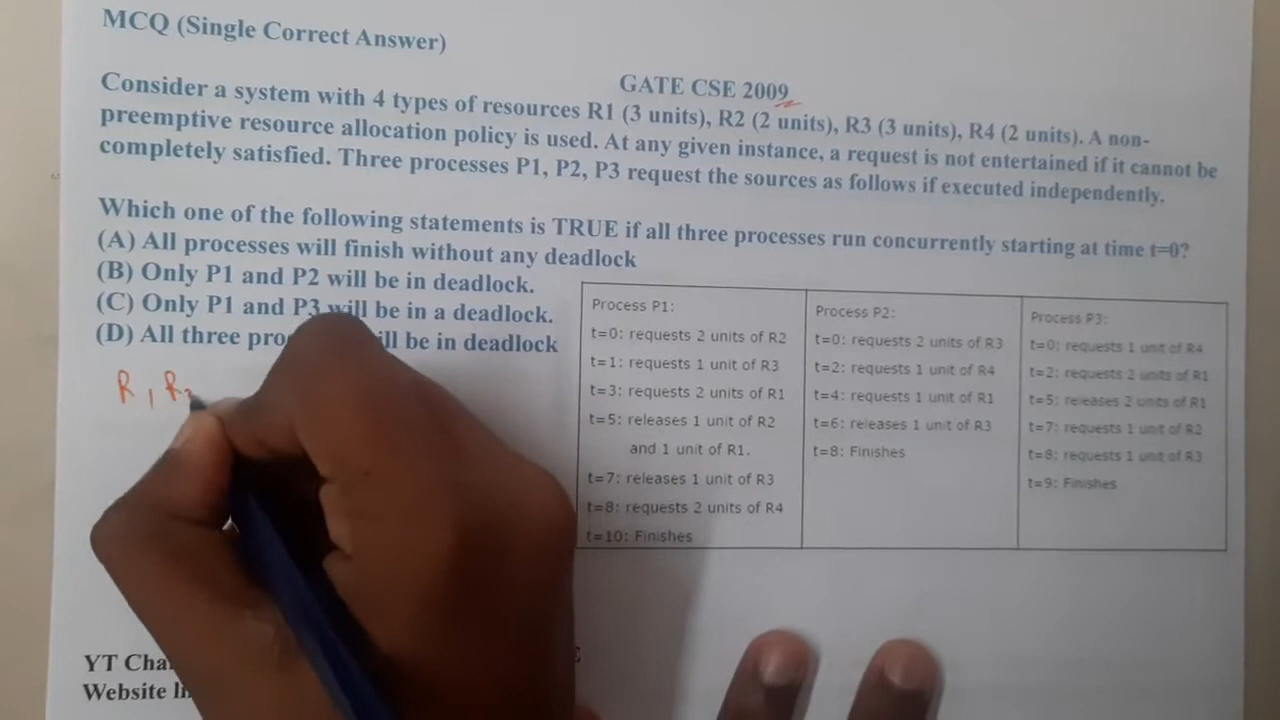 MCQ (Single Correct Answer)
GATE CSE 2009
Consider a system with 4 types of resources R1 (3 units), R2 (2 units), R3 (3 units), R4 (2 units). A non-
preemptive resource allocation policy is used. At any given instance, a request is not entertained if it cannot be
completely satisfied. Three processes P1, P2, P3 request the sources as follows if executed independently.
Which one of the following statements is TRUE if all three processes run concurrently starting at time t=0?
(A) All processes will finish without any deadlock
(B) Only P1 and P2 will be in deadlock.
(C) Only P1 and P3 will be in a deadlock.
(D) All three pro ill be in deadlock
R1 R2
Process P1:
t=0: requests 2 units of R2
t=1: requests 1 unit of R3
t=3: requests 2 units of R1
t=5: releases 1 unit of R2
and 1 unit of R1.
t=7: releases 1 unit of R3
t=8: requests 2 units of R4
t=10: Finishes
Process P2:
t=0: requests 2 units of R3
t=2: requests 1 unit of R4
t=4: requests 1 unit of R1
t=6: releases 1 unit of R3
t=8: Finishes
Process P3:
t=0: requests 1 unit of R4
t=2: requests 2 units of R1
t=5: releases 2 units of R1
t=7: requests 1 unit of R2
t=8: requests 1 unit of R3
t=9: Finishes
YT Cha
Website